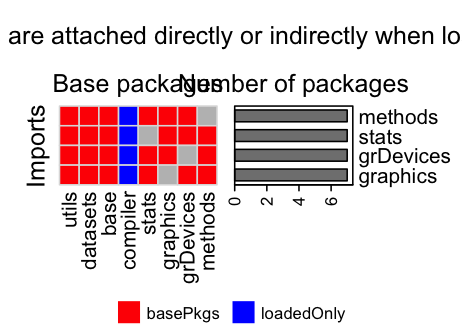 are attached directly or indirectly when lo
Base packages
Number of packages
Imports
methods
stats
grDevices
graphics
0
2
4
6
utils
datasets
base
compiler
stats
graphics
grDevices
methods
basePkgs
loadedOnly